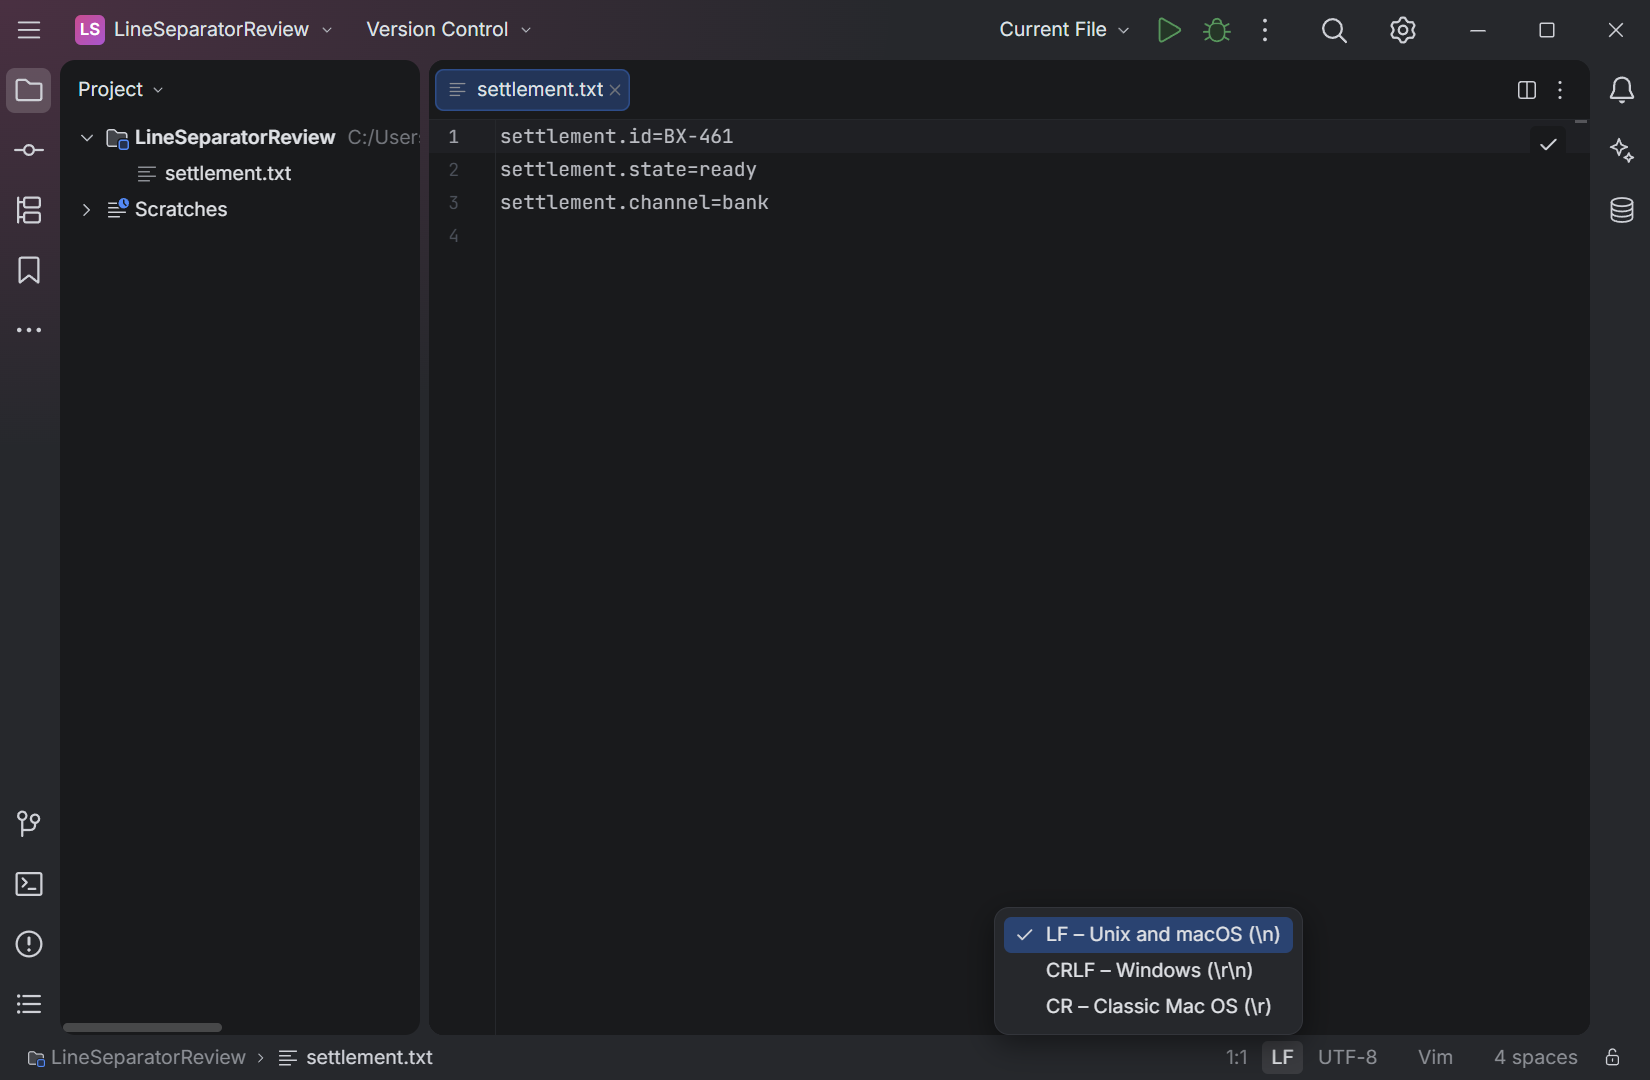 LS LineSeparatorReview Version Control Current File
Project
settlement.txt
LineSeparatorReview C:/User
settlement.txt
Scratches
1 settlement.id=BX-461
2 settlement.state=ready
3 settlement.channel=bank
4
LF – Unix and macOS (\n)
CRLF – Windows (\r\n)
CR – Classic Mac OS (\r)
LineSeparatorReview settlement.txt 1:1 LF UTF-8 Vim 4 spaces